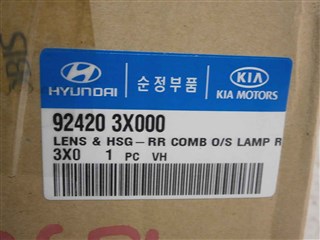 HYUNDAI
순정부품
KIA
KIA MOTORS
92420 3X000
LENS & HSG-RR COMB O/S LAMP R
3X0 1 PC VH